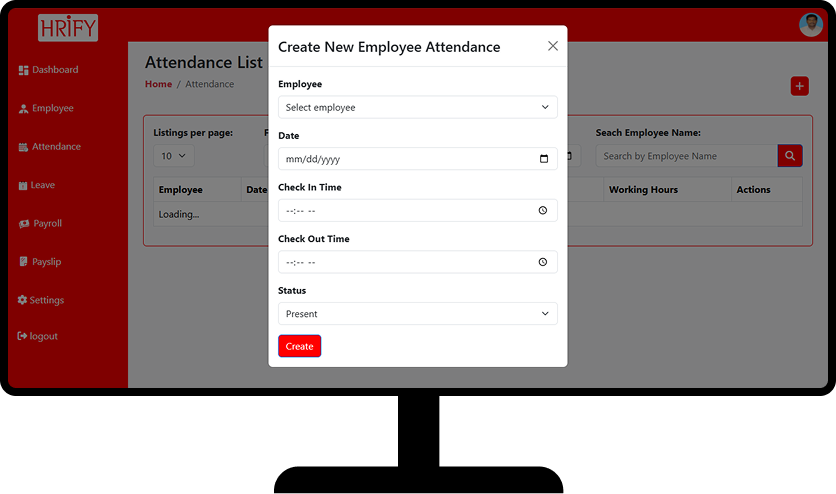 HRIFY
Dashboard
Employee
Attendance
Leave
Payroll
Payslip
Settings
logout
Attendance List
Home / Attendance
Listings per page:
10
Seach Employee Name:
Search by Employee Name
Employee
Date
Working Hours
Actions
Loading...
Create New Employee Attendance
Employee
Select employee
Date
mm/dd/yyyy
Check In Time
--:-- --
Check Out Time
--:-- --
Status
Present
Create